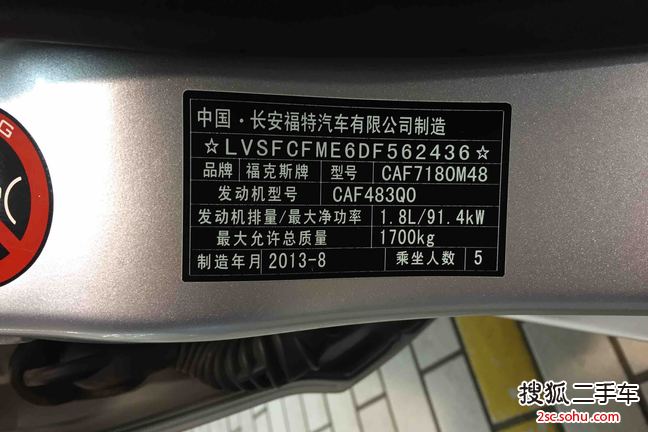 中国·长安福特汽车有限公司制造
☆LVSFCFME6DF562436☆
品牌 福克斯牌 型号 CAF7180M48
发动机型号 CAF483Q0
发动机排量/最大净功率 1.8L/91.4kW
最大允许总质量 1700kg
制造年月 2013-8 乘坐人数 5
搜狐二手车
2sc.sohu.com